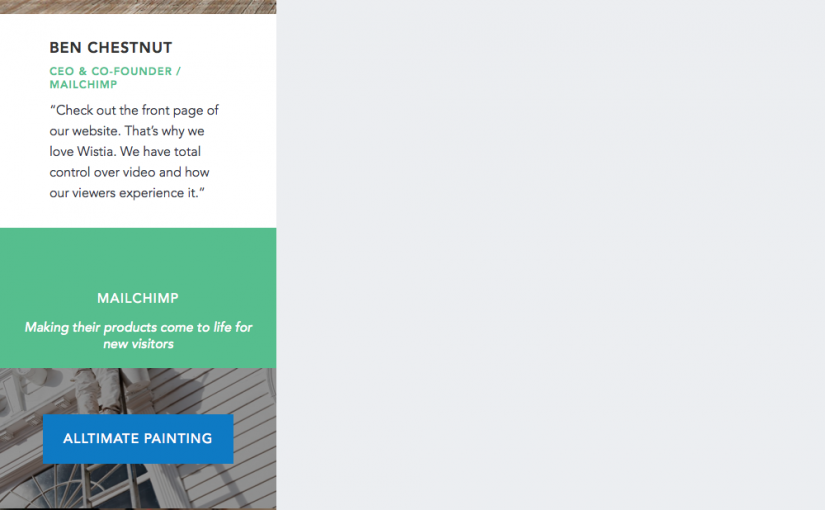 BEN CHESTNUT
CEO & CO-FOUNDER /
MAILCHIMP
“Check out the front page of
our website. That’s why we
love Wistia. We have total
control over video and how
our viewers experience it.”
MAILCHIMP
Making their products come to life for
new visitors
ALLTIMATE PAINTING